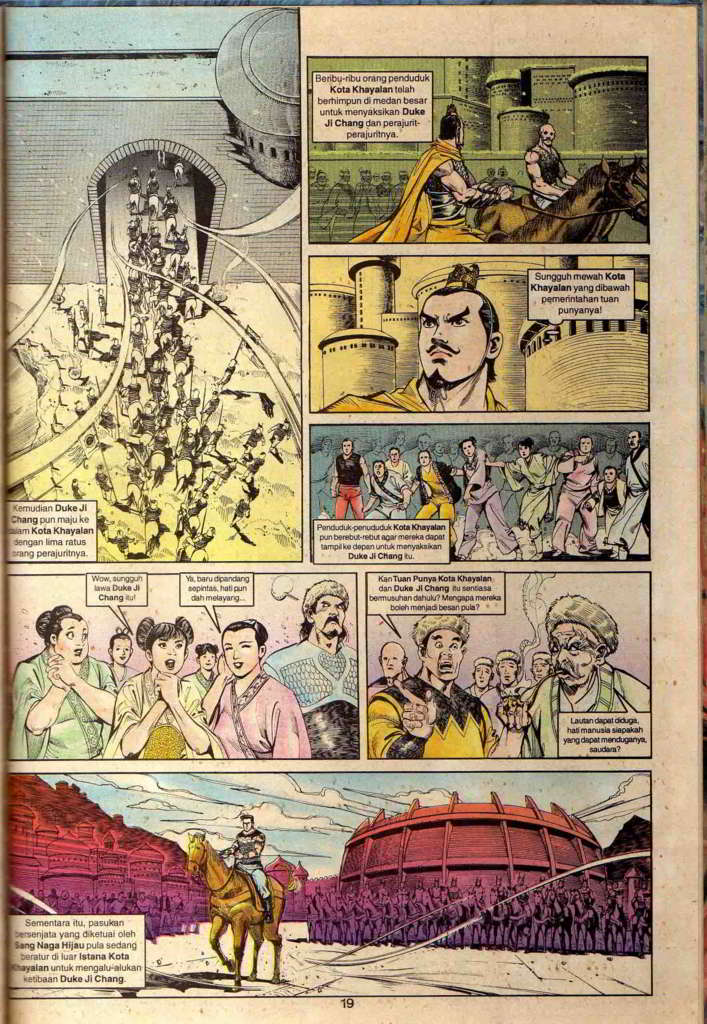 Kemudian Duke Ji
Chang pun maju ke
dalam Kota Khayalan
dengan lima ratus
orang perajuritnya.
Beribu-ribu orang penduduk
Kota Khayalan telah
berhimpun di medan besar
untuk menyaksikan Duke
Ji Chang dan perajurit-
perajuritnya.
Sungguh mewah Kota
Khayalan yang dibawah
pemerintahan tuan
punyanya!
Penduduk-penududuk Kota Khayalan
pun berebut-rebut agar mereka dapat
tampil ke depan untuk menyaksikan
Duke Ji Chang itu.
Wow, sungguh
lawa Duke Ji
Chang itu!
Ya, baru dipandang
sepintas, hati pun
dah melayang...
Kan Tuan Punya Kota Khayalan
dan Duke Ji Chang itu sentiasa
bermusuhan dahulu? Mengapa mereka
boleh menjadi besan pula?
Lautan dapat diduga,
hati manusia siapakah
yang dapat menduganya,
saudara?
Sementara itu, pasukan
bersenjata yang diketuai oleh
Sang Naga Hijau pula sedang
beratur di luar Istana Kota
Khayalan untuk mengalu-alukan
ketibaan Duke Ji Chang.
19